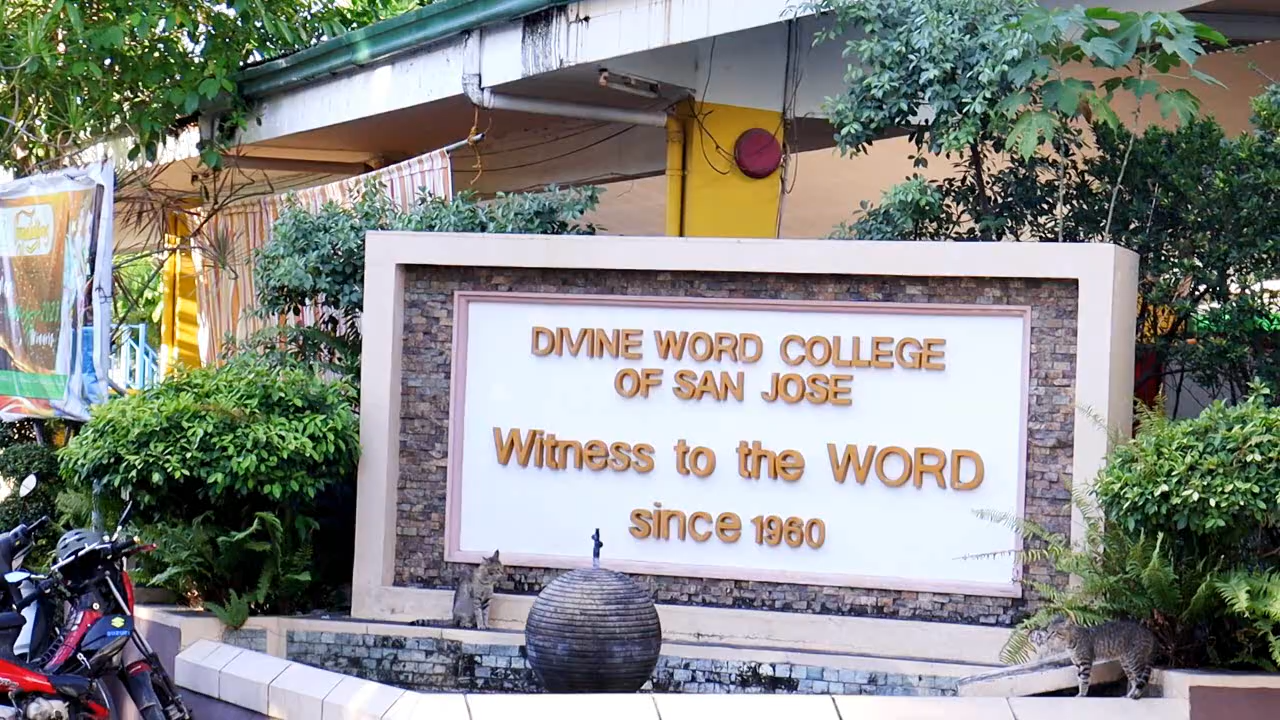 DIVINE WORD COLLEGE
OF SAN JOSE
Witness to the WORD
since 1960